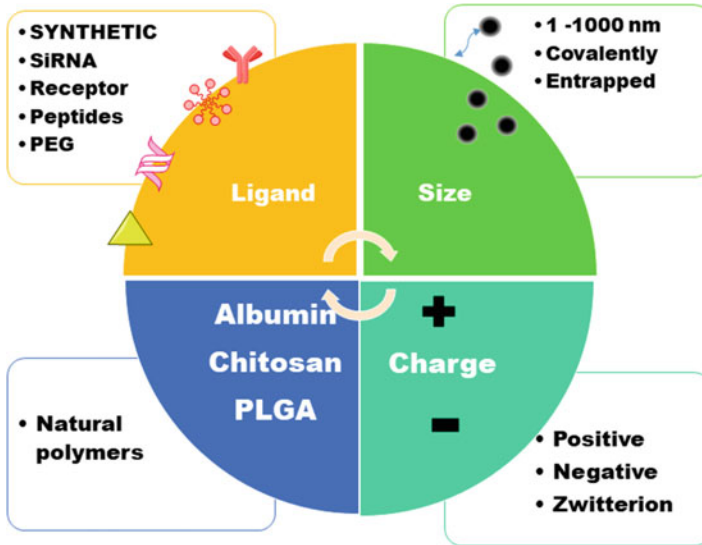 • SYNTHETIC
• SiRNA
• Receptor
• Peptides
• PEG
• 1 -1000 nm
• Covalently
• Entrapped
Ligand
Size
Albumin
Chitosan
PLGA
+
Charge
-
• Natural
polymers
• Positive
• Negative
• Zwitterion